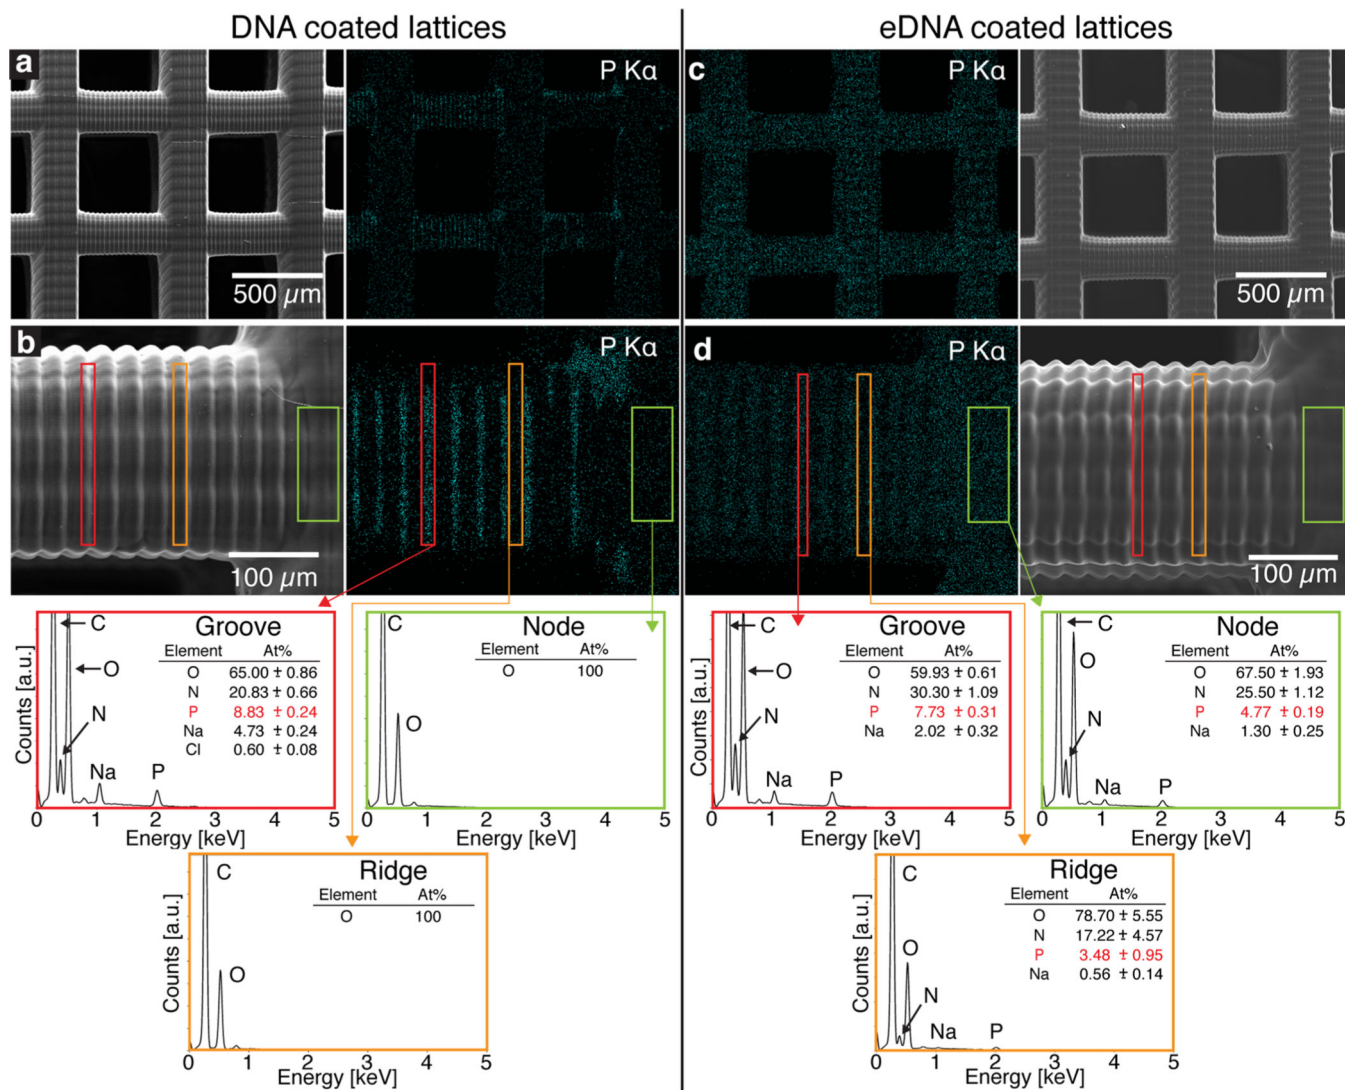 DNA coated lattices
eDNA coated lattices
a
P Kα
c
P Kα
500 µm
500 µm
b
P Kα
d
P Kα
100 µm
100 µm
Groove
Element At%
O 65.00 ± 0.86
N 20.83 ± 0.66
P 8.83 ± 0.24
Na 4.73 ± 0.24
Cl 0.60 ± 0.08
C
O
N
Na
P
Counts [a.u.]
0 1 2 3 4 5
Energy [keV]
Node
Element At%
O 100
C
O
0 1 2 3 4 5
Energy [keV]
Groove
Element At%
O 59.93 ± 0.61
N 30.30 ± 1.09
P 7.73 ± 0.31
Na 2.02 ± 0.32
C
O
N
Na
P
Counts [a.u.]
0 1 2 3 4 5
Energy [keV]
Node
Element At%
O 67.50 ± 1.93
N 25.50 ± 1.12
P 4.77 ± 0.19
Na 1.30 ± 0.25
C
O
N
Na
P
0 1 2 3 4 5
Energy [keV]
Ridge
Element At%
O 100
C
O
Counts [a.u.]
0 1 2 3 4 5
Energy [keV]
Ridge
Element At%
O 78.70 ± 5.55
N 17.22 ± 4.57
P 3.48 ± 0.95
Na 0.56 ± 0.14
C
O
N
Na
P
Counts [a.u.]
0 1 2 3 4 5
Energy [keV]